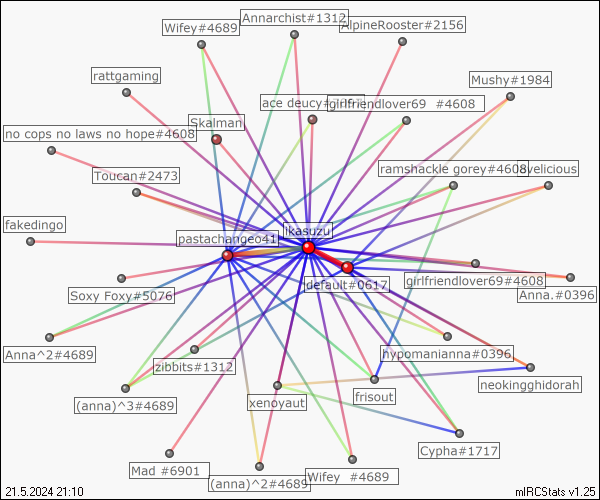 Annarchist#1312
Wifey#4689
AlpineRooster#2156
rattgaming
Mushy#1984
ace deucy
girlfriendlover69 #4608
Skalman
no cops no laws no hope#4608
ramshackle gorey#4608
Toucan#2473
fakedingo
pastachangeo41
likasuzu
Soxy Foxy#5076
default#0617
girlfriendlover69#4608
Anna.#0396
Anna^2#4689
zibbits#1312
hypomanianna#0396
neokingghidorah
(anna)^3#4689
xenoyaut
frisout
Cypha#1717
Mad #6901
(anna)^2#4689
Wifey #4689
21.5.2024 21:10
mIRCStats v1.25